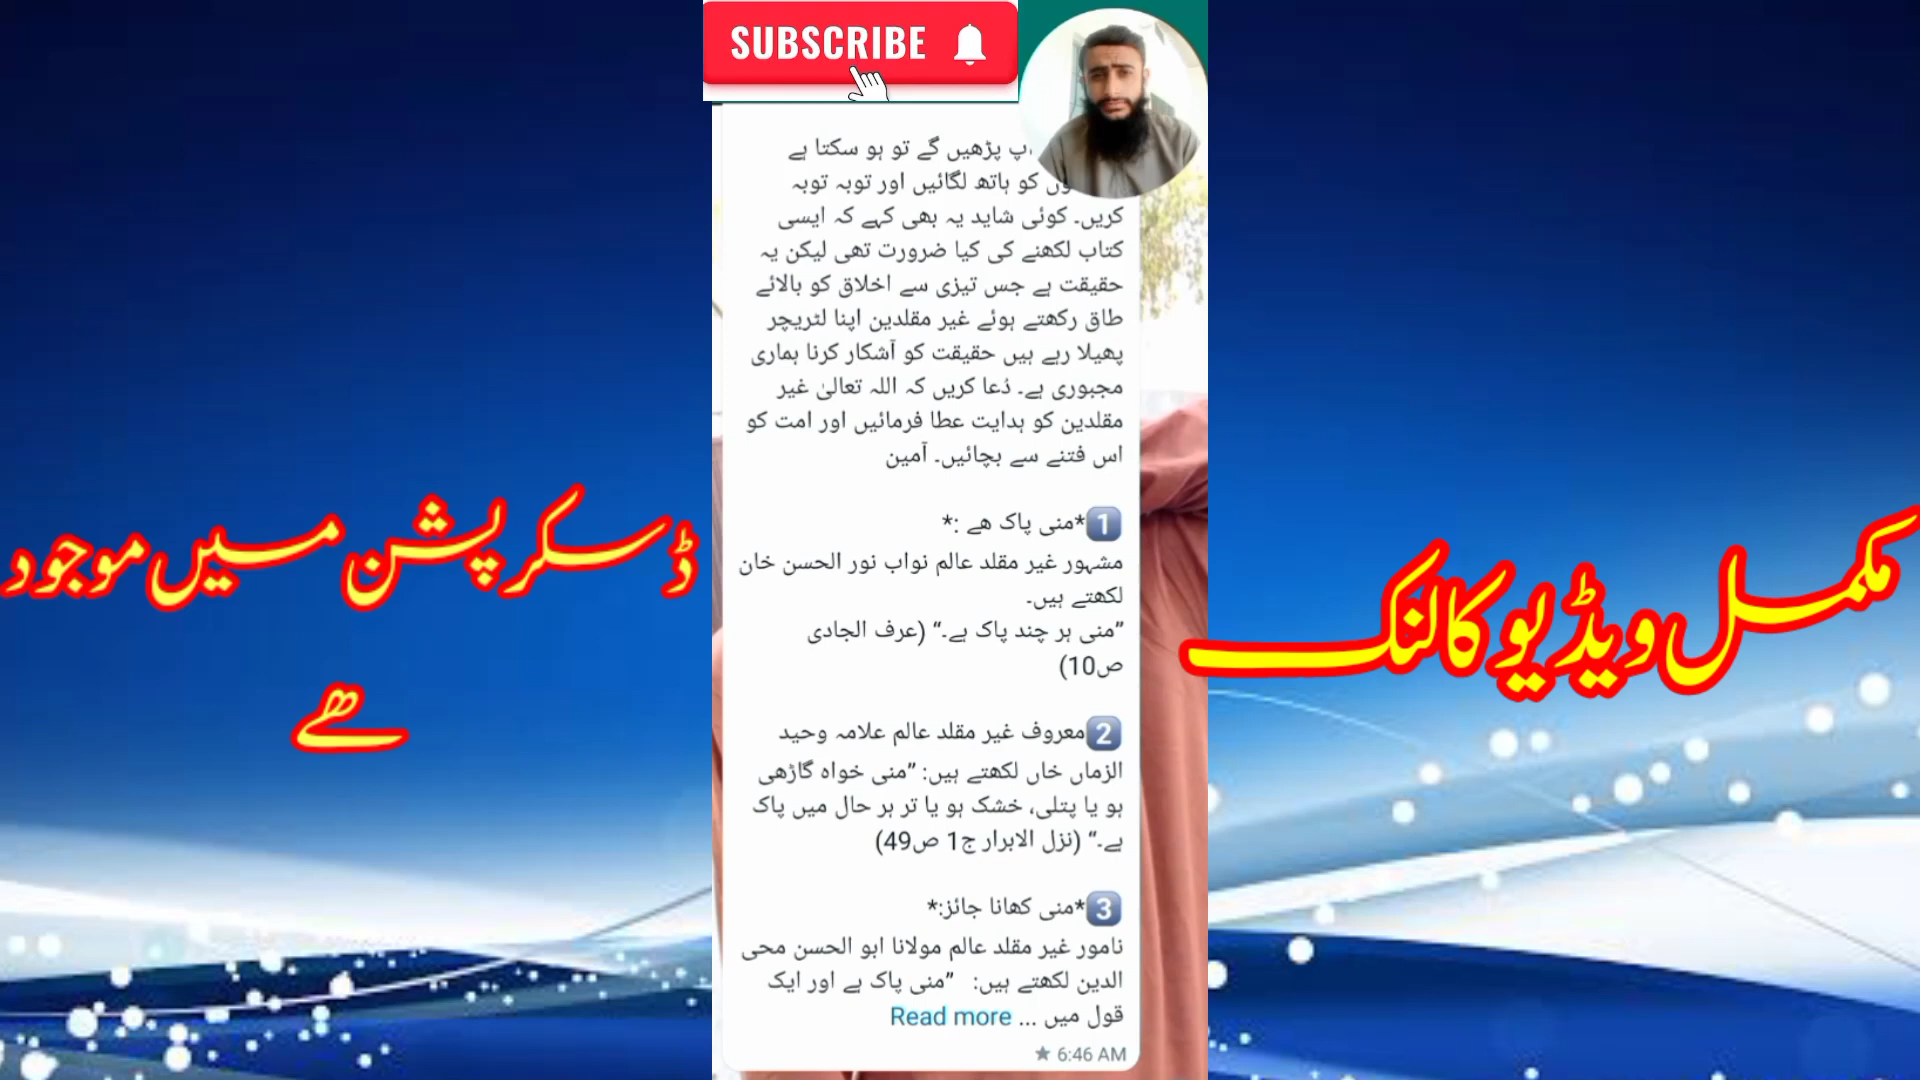 SUBSCRIBE
پڑھیں گے تو ہو سکتا ہے
کو ہاتھ لگائیں اور توبہ توبہ
کریں۔ کوئی شاید یہ بھی کہے کہ ایسی
کتاب لکھنے کی کیا ضرورت تھی لیکن یہ
حقیقت ہے جس تیزی سے اخلاق کو بالائے
طاق رکھتے ہوئے غیر مقلدین اپنا لٹریچر
پھیلا رہے ہیں حقیقت کو آشکار کرنا ہماری
مجبوری ہے۔ دُعا کریں کہ اللہ تعالیٰ غیر
مقلدین کو ہدایت عطا فرمائیں اور امت کو
اس فتنے سے بچائیں۔ آمین
1 *منی پاک ھے :*
مشہور غیر مقلد عالم نواب نور الحسن خان
لکھتے ہیں۔
”منی ہر چند پاک ہے۔“ (عرف الجادی
ص10)
2 معروف غیر مقلد عالم علامہ وحید
الزماں خاں لکھتے ہیں: ”منی خواہ گاڑھی
ہو یا پتلی، خشک ہو یا تر ہر حال میں پاک
ہے۔“ (نزل الابرار ج1 ص49)
3 *منی کھانا جائز:*
نامور غیر مقلد عالم مولانا ابو الحسن محی
الدین لکھتے ہیں: ”منی پاک ہے اور ایک
قول میں ... Read more
★ 6:46 AM
مکمل ویڈیو کا لنک
ڈسکرپشن میں موجود
ھے